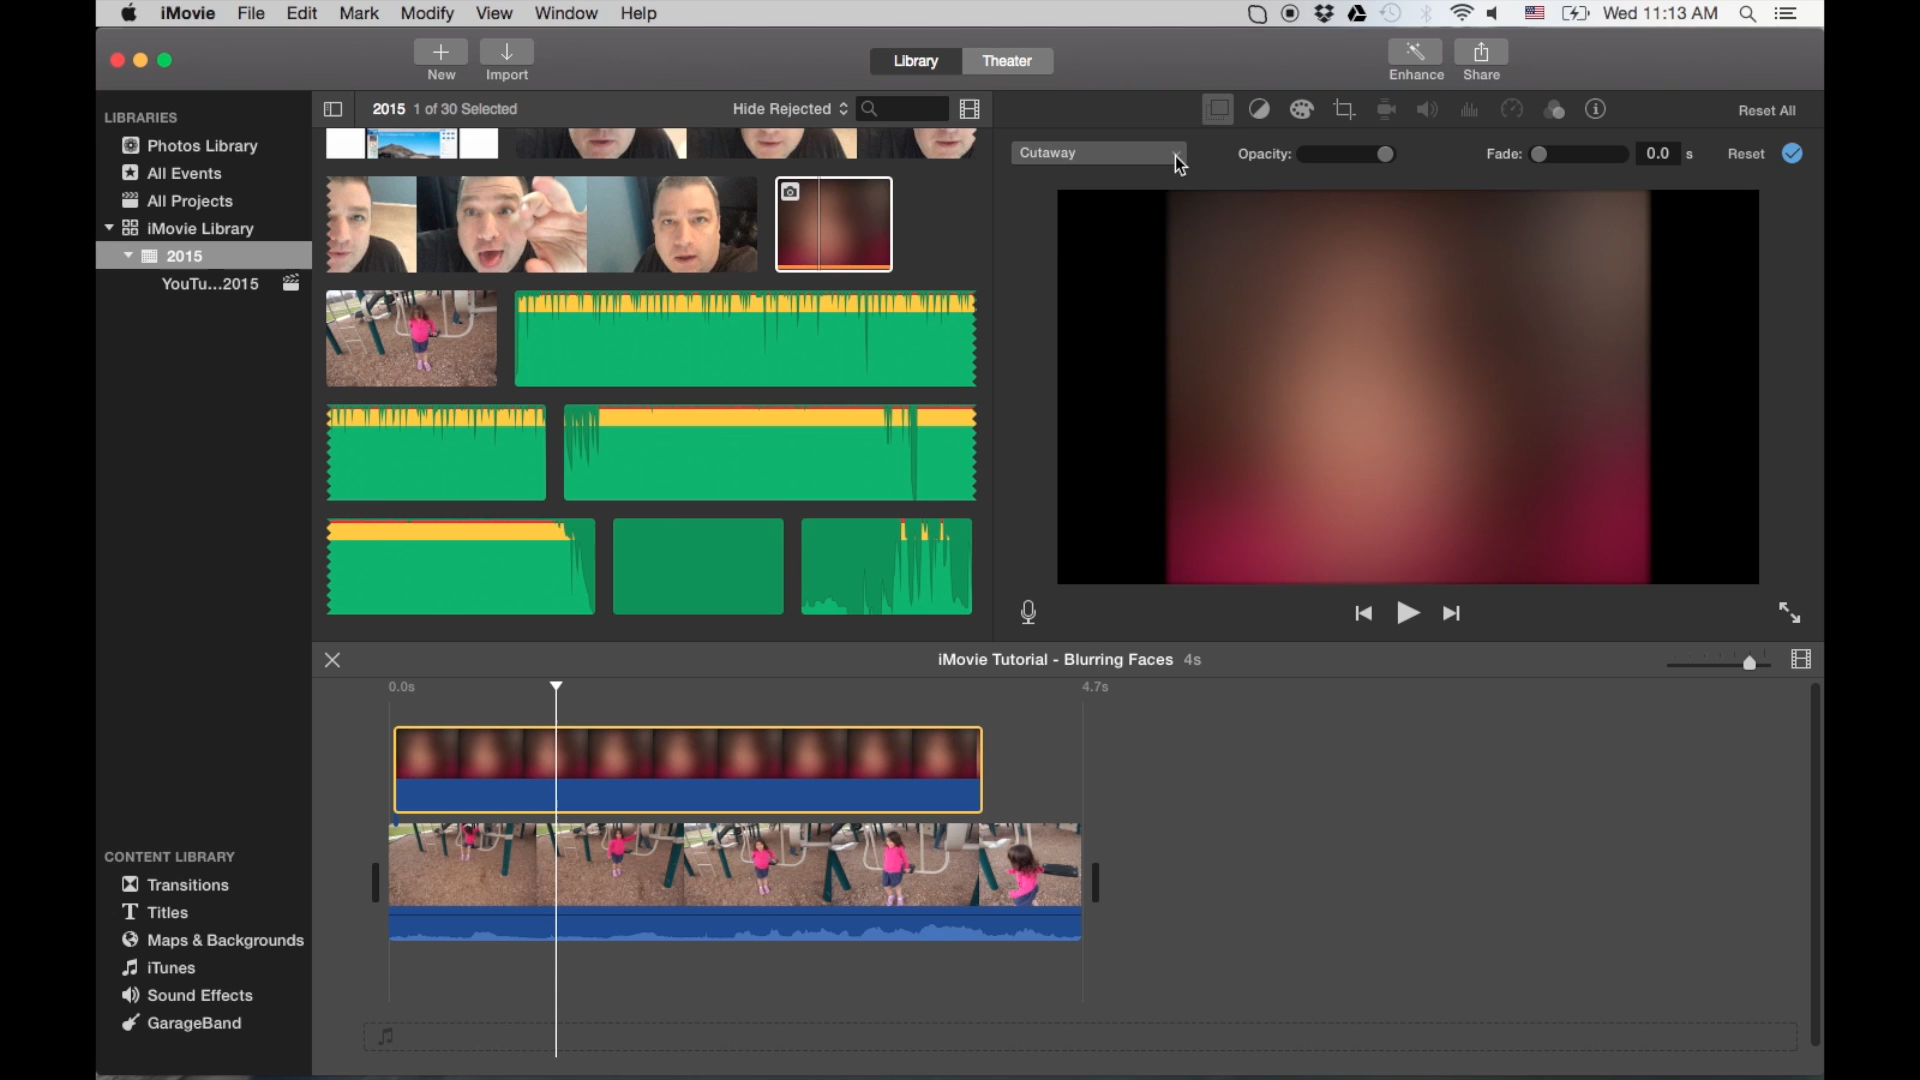 iMovie File Edit Mark Modify View Window Help Wed 11:13 AM
New Import Library Theater Enhance Share
LIBRARIES
Photos Library
All Events
All Projects
iMovie Library
2015
YouTu...2015
2015 1 of 30 Selected Hide Rejected
Reset All
Cutaway Opacity: Fade: 0.0 s Reset
iMovie Tutorial - Blurring Faces 4s
0.0s 4.7s
CONTENT LIBRARY
Transitions
Titles
Maps & Backgrounds
iTunes
Sound Effects
GarageBand